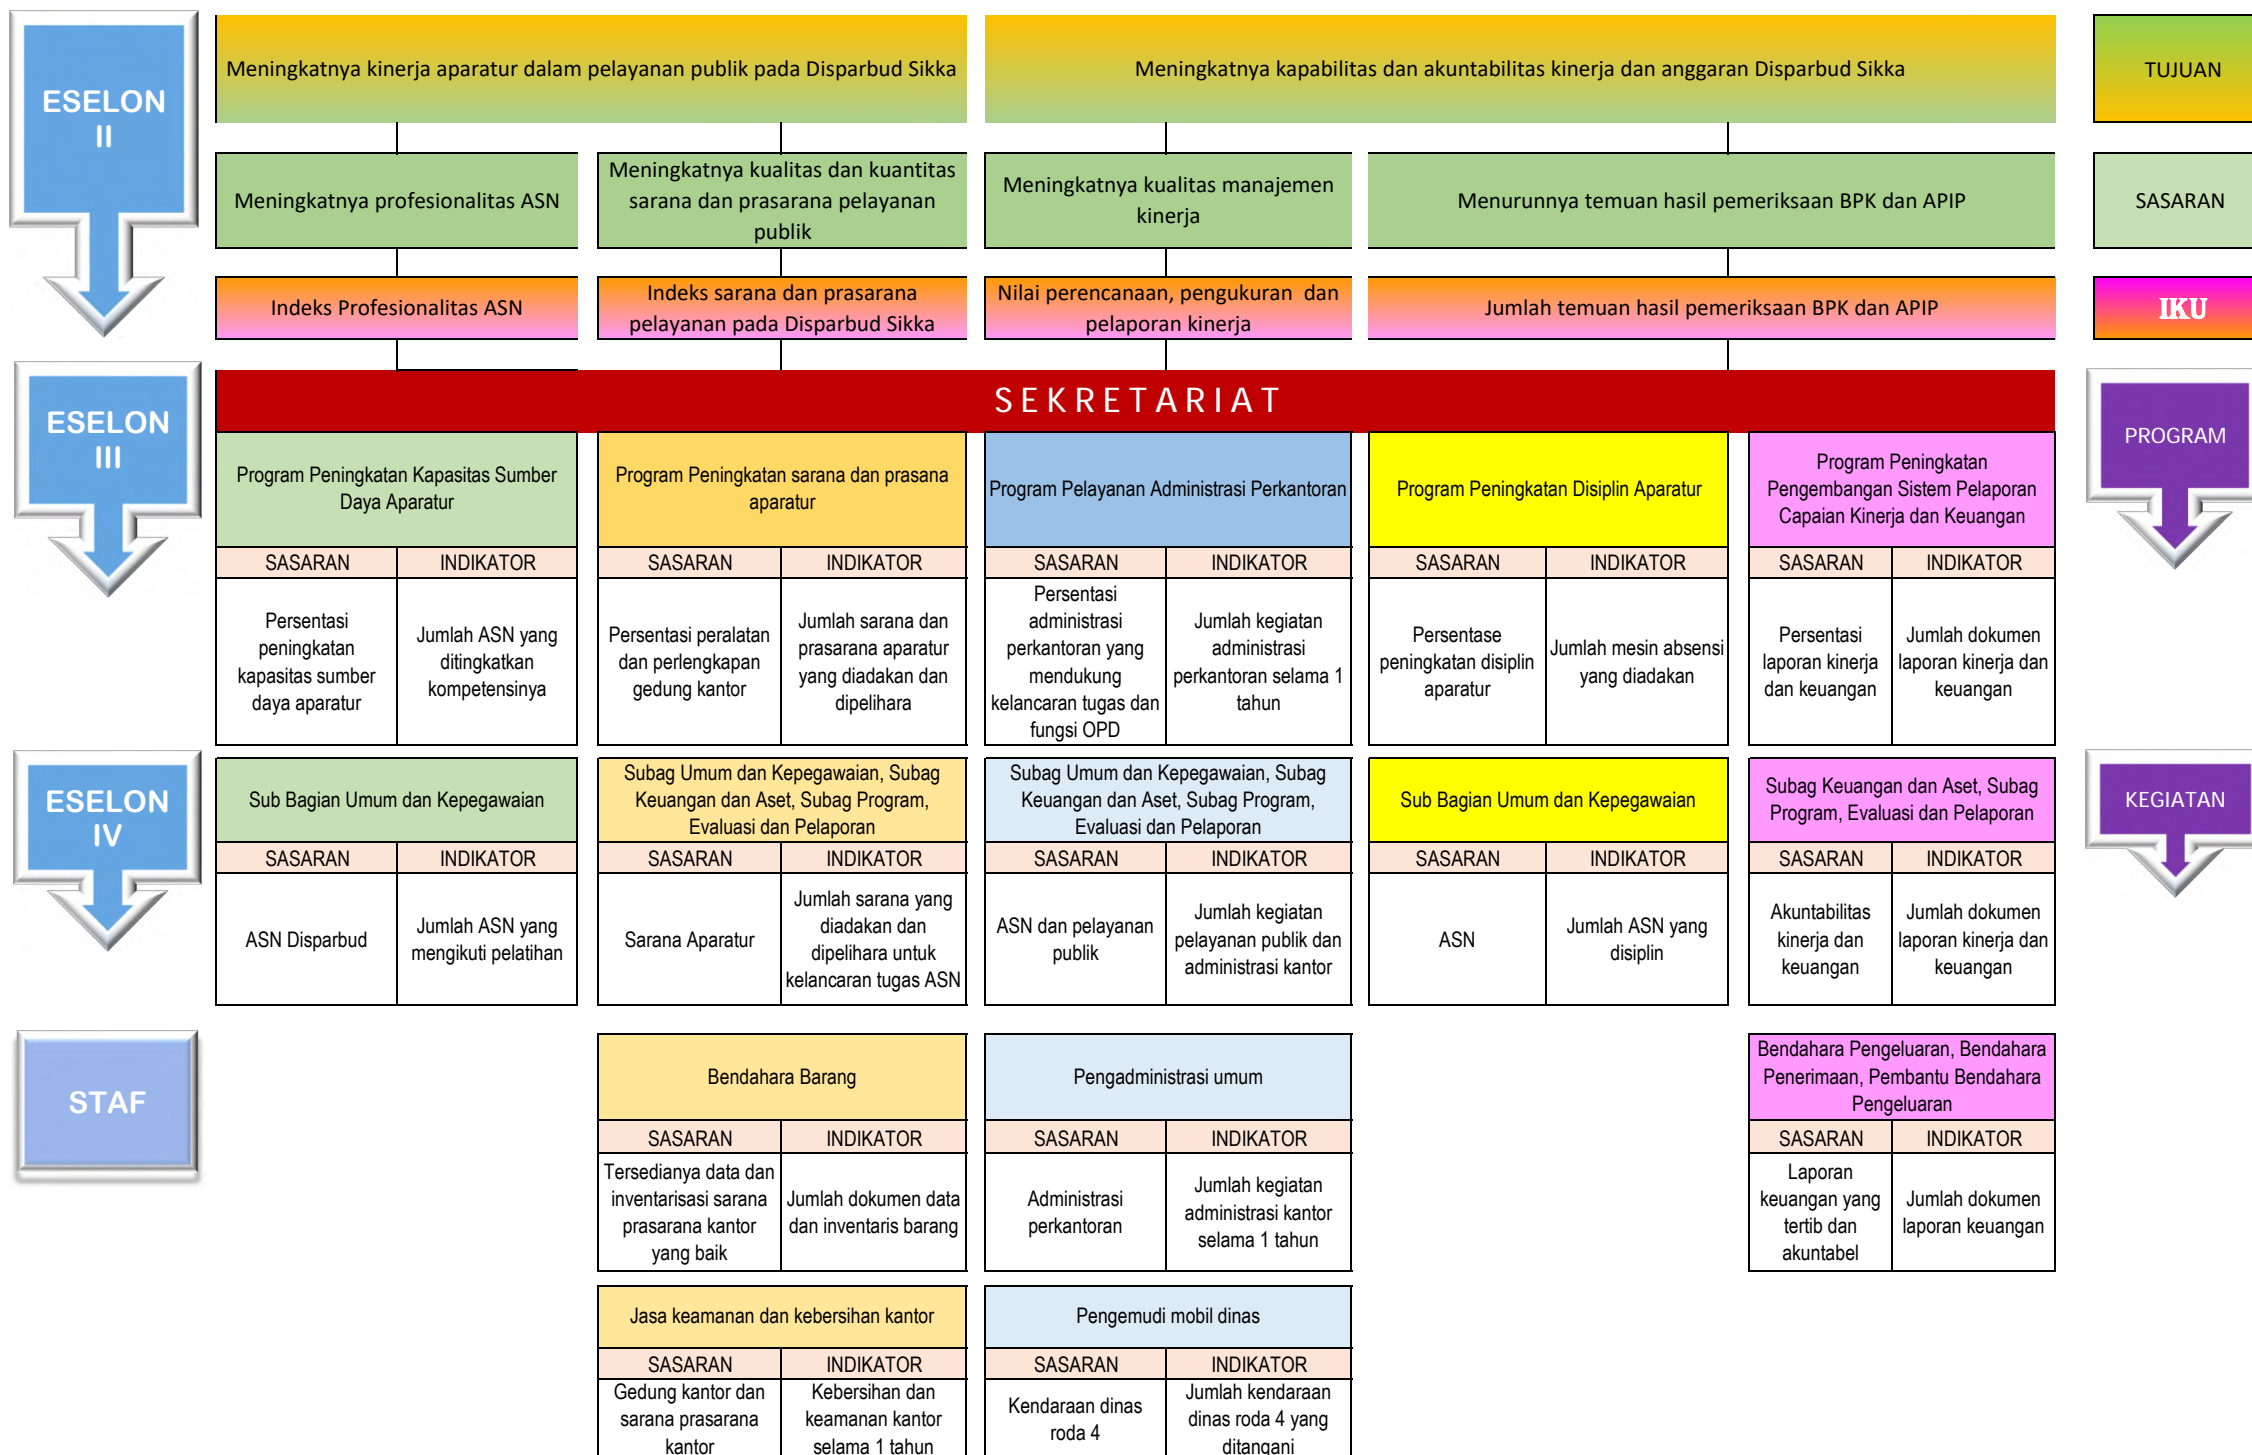 ESELON
II
Meningkatnya kinerja aparatur dalam pelayanan publik pada Disparbud Sikka
Meningkatnya kapabilitas dan akuntabilitas kinerja dan anggaran Disparbud Sikka
TUJUAN
Meningkatnya profesionalitas ASN
Meningkatnya kualitas dan kuantitas
sarana dan prasarana pelayanan
publik
Meningkatnya kualitas manajemen
kinerja
Menurunnya temuan hasil pemeriksaan BPK dan APIP
SASARAN
Indeks Profesionalitas ASN
Indeks sarana dan prasarana
pelayanan pada Disparbud Sikka
Nilai perencanaan, pengukuran dan
pelaporan kinerja
Jumlah temuan hasil pemeriksaan BPK dan APIP
IKU
ESELON
III
SEKRETARIAT
PROGRAM
Program Peningkatan Kapasitas Sumber
Daya Aparatur
Program Peningkatan sarana dan prasana
aparatur
Program Pelayanan Administrasi Perkantoran
Program Peningkatan Disiplin Aparatur
Program Peningkatan
Pengembangan Sistem Pelaporan
Capaian Kinerja dan Keuangan
SASARAN INDIKATOR SASARAN INDIKATOR SASARAN INDIKATOR SASARAN INDIKATOR SASARAN INDIKATOR
Persentasi
peningkatan
kapasitas sumber
daya aparatur
Jumlah ASN yang
ditingkatkan
kompetensinya
Persentasi peralatan
dan perlengkapan
gedung kantor
Jumlah sarana dan
prasarana aparatur
yang diadakan dan
dipelihara
Persentasi
administrasi
perkantoran yang
mendukung
kelancaran tugas dan
fungsi OPD
Jumlah kegiatan
administrasi
perkantoran selama 1
tahun
Persentase
peningkatan disiplin
aparatur
Jumlah mesin absensi
yang diadakan
Persentasi
laporan kinerja
dan keuangan
Jumlah dokumen
laporan kinerja dan
keuangan
ESELON
IV
Sub Bagian Umum dan Kepegawaian
Subag Umum dan Kepegawaian, Subag
Keuangan dan Aset, Subag Program,
Evaluasi dan Pelaporan
Subag Umum dan Kepegawaian, Subag
Keuangan dan Aset, Subag Program,
Evaluasi dan Pelaporan
Sub Bagian Umum dan Kepegawaian
Subag Keuangan dan Aset, Subag
Program, Evaluasi dan Pelaporan
KEGIATAN
SASARAN INDIKATOR SASARAN INDIKATOR SASARAN INDIKATOR SASARAN INDIKATOR SASARAN INDIKATOR
ASN Disparbud
Jumlah ASN yang
mengikuti pelatihan
Sarana Aparatur
Jumlah sarana yang
diadakan dan
dipelihara untuk
kelancaran tugas ASN
ASN dan pelayanan
publik
Jumlah kegiatan
pelayanan publik dan
administrasi kantor
ASN
Jumlah ASN yang
disiplin
Akuntabilitas
kinerja dan
keuangan
Jumlah dokumen
laporan kinerja dan
keuangan
STAF
Bendahara Barang
Pengadministrasi umum
Bendahara Pengeluaran, Bendahara
Penerimaan, Pembantu Bendahara
Pengeluaran
SASARAN INDIKATOR SASARAN INDIKATOR SASARAN INDIKATOR
Tersedianya data dan
inventarisasi sarana
prasarana kantor
yang baik
Jumlah dokumen data
dan inventaris barang
Administrasi
perkantoran
Jumlah kegiatan
administrasi kantor
selama 1 tahun
Laporan
keuangan yang
tertib dan
akuntabel
Jumlah dokumen
laporan keuangan
Jasa keamanan dan kebersihan kantor
Pengemudi mobil dinas
SASARAN INDIKATOR SASARAN INDIKATOR
Gedung kantor dan
sarana prasarana
kantor
Kebersihan dan
keamanan kantor
selama 1 tahun
Kendaraan dinas
roda 4
Jumlah kendaraan
dinas roda 4 yang
ditangani